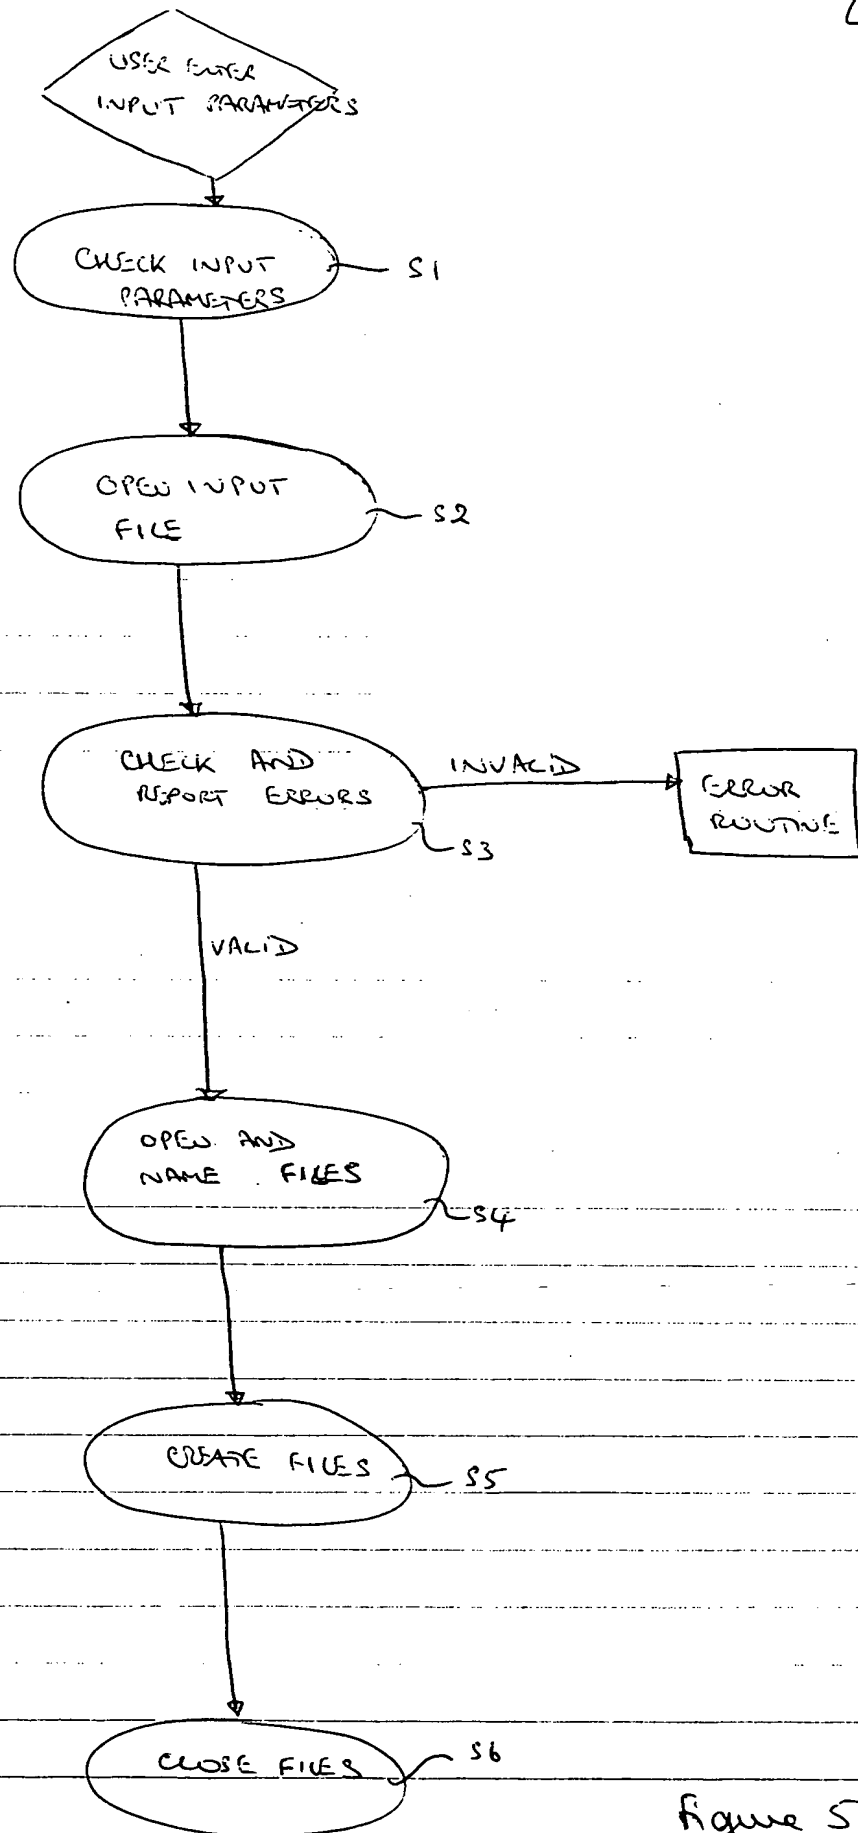 USER ENTER
INPUT PARAMETERS
CHECK INPUT
PARAMETERS
S1
OPEN INPUT
FILE
S2
CHECK AND
REPORT ERRORS
S3
INVALID
ERROR
ROUTINE
VALID
OPEN AND
NAME FILES
S4
CREATE FILES
S5
CLOSE FILES
S6
Figure 5